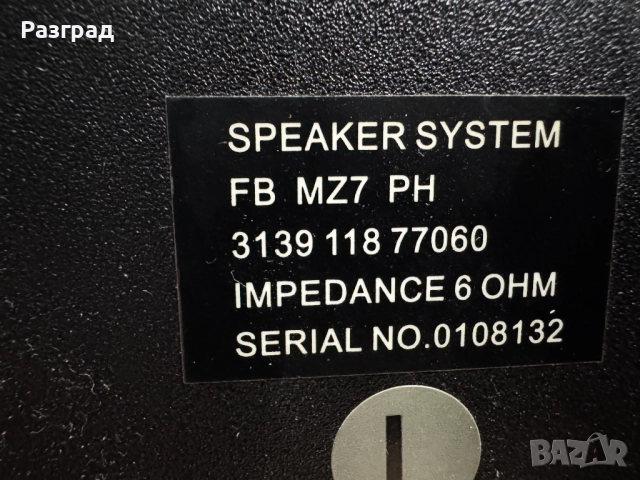 Разград
SPEAKER SYSTEM
FB MZ7 PH
3139 118 77060
IMPEDANCE 6 OHM
SERIAL NO.0108132
BAZAR